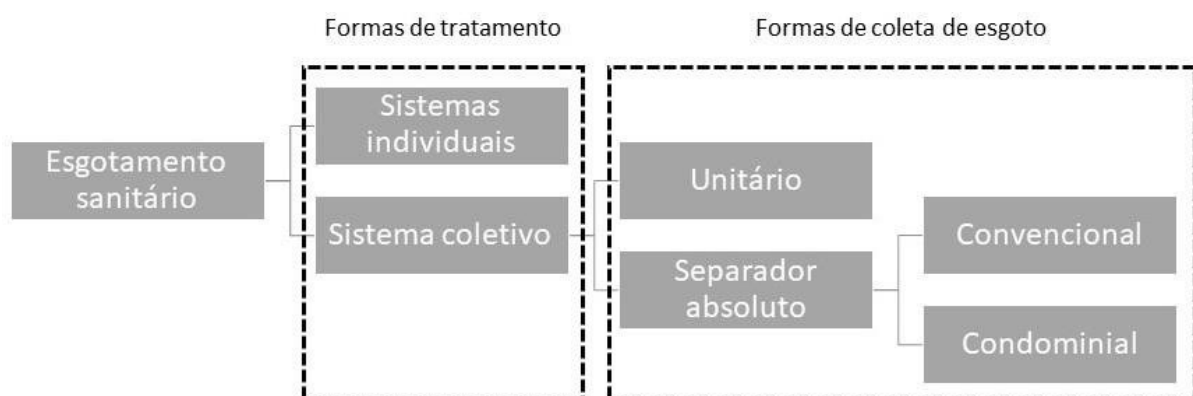 Formas de tratamento
Formas de coleta de esgoto
Sistemas
individuais
Esgotamento
sanitário
Unitário
Sistema coletivo
Convencional
Separador
absoluto
Condominial